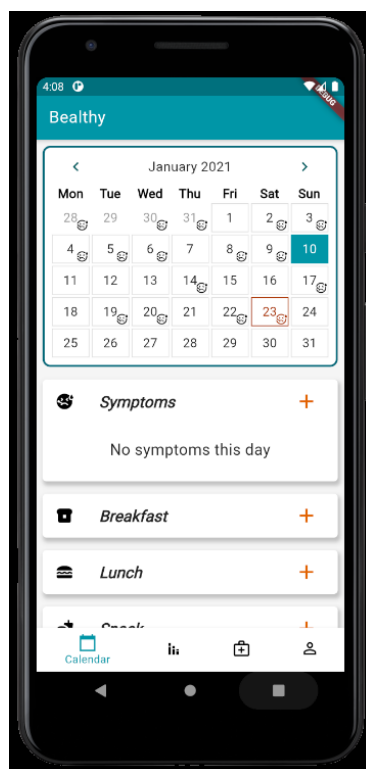 4:08
DEBUG
Bealthy
January 2021
Mon Tue Wed Thu Fri Sat Sun
28 29 30 31 1 2 3
4 5 6 7 8 9 10
11 12 13 14 15 16 17
18 19 20 21 22 23 24
25 26 27 28 29 30 31
Symptoms
No symptoms this day
Breakfast
Lunch
Snack
Calendar